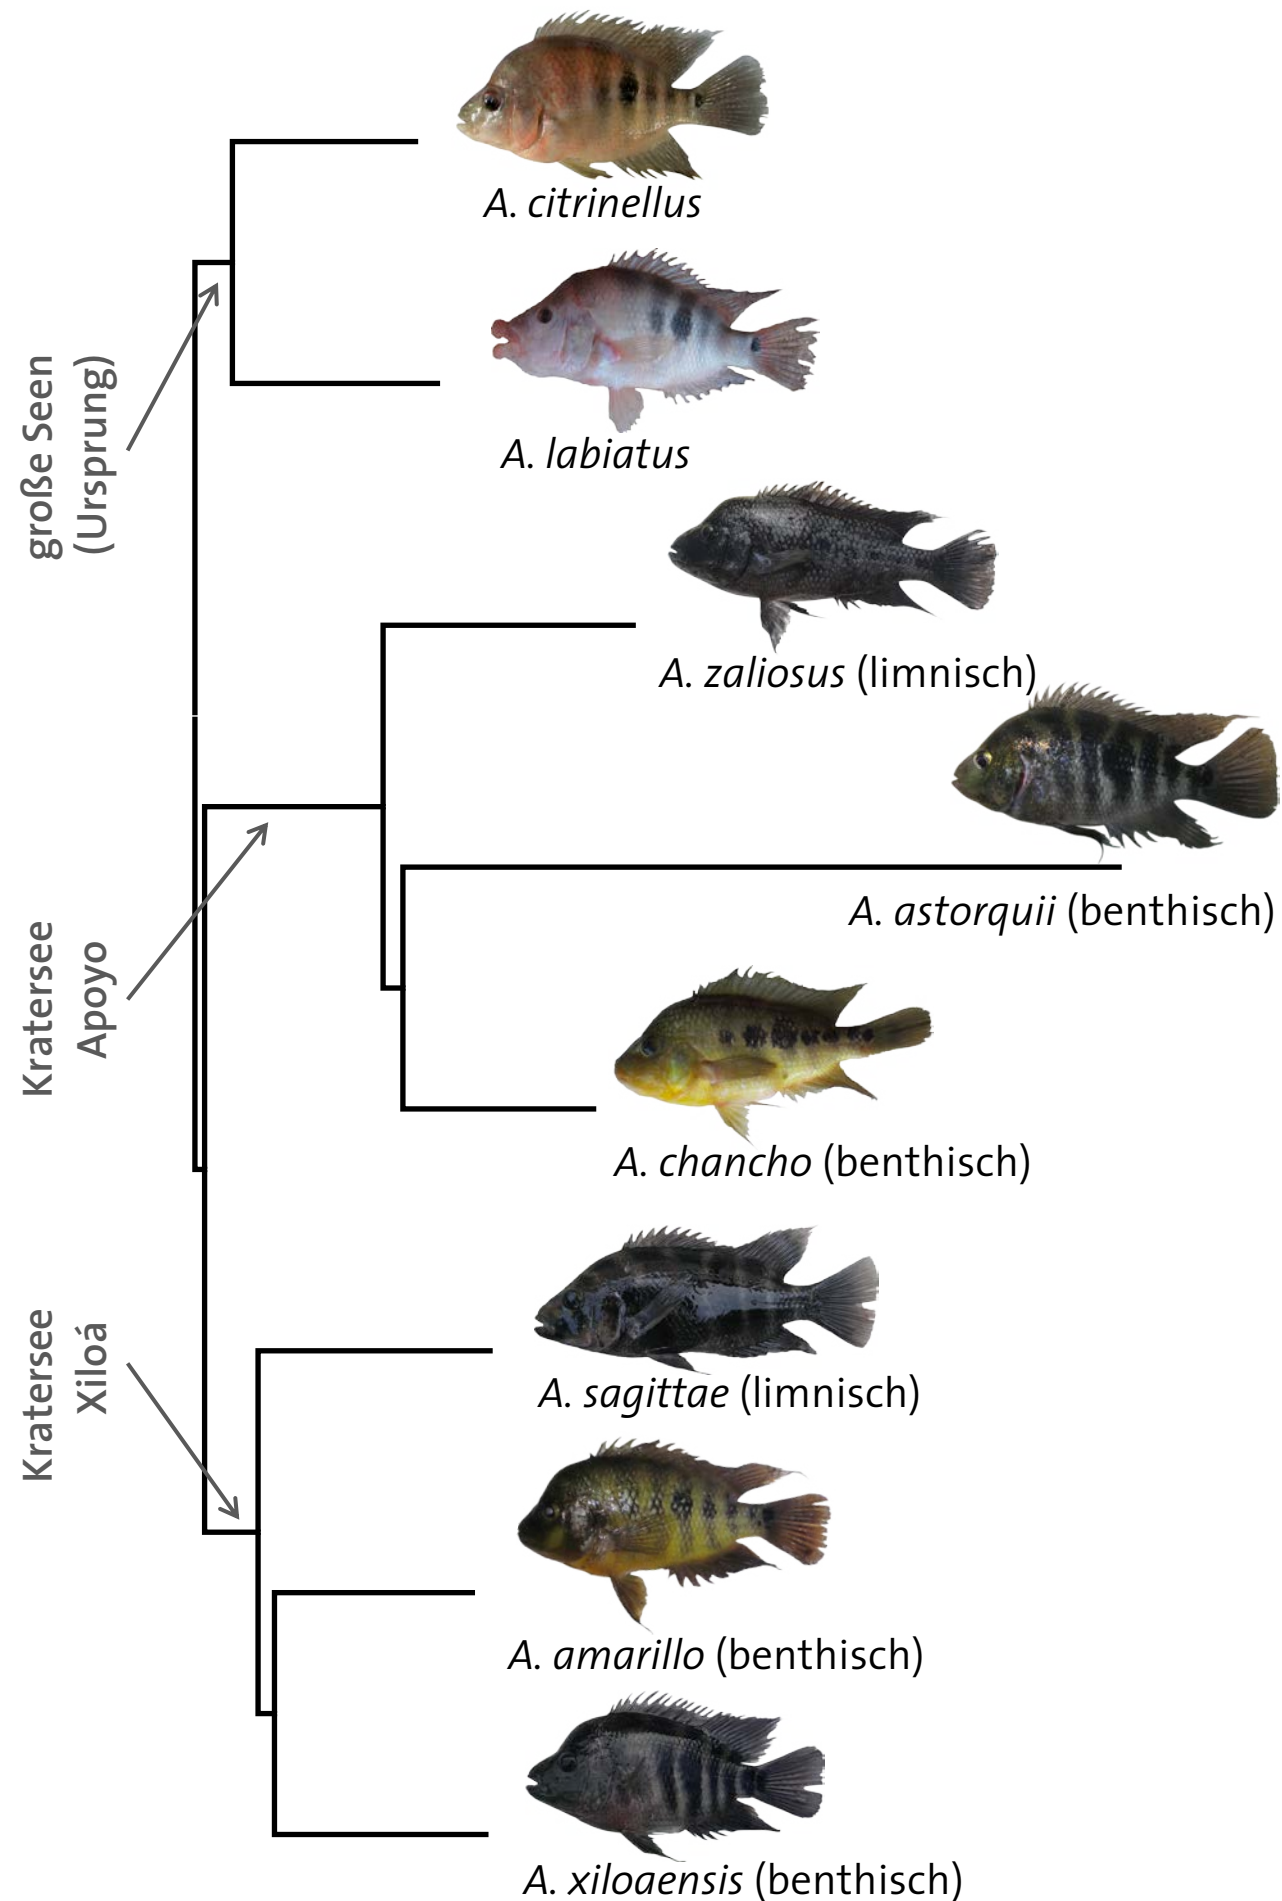 A. citrinellus
große Seen
(Ursprung)
A. labiatus
A. zaliosus (limnisch)
A. astorquii (benthisch)
Kratersee
Apoyo
A. chancho (benthisch)
Kratersee
Xiloá
A. sagittae (limnisch)
A. amarillo (benthisch)
A. xiloaensis (benthisch)